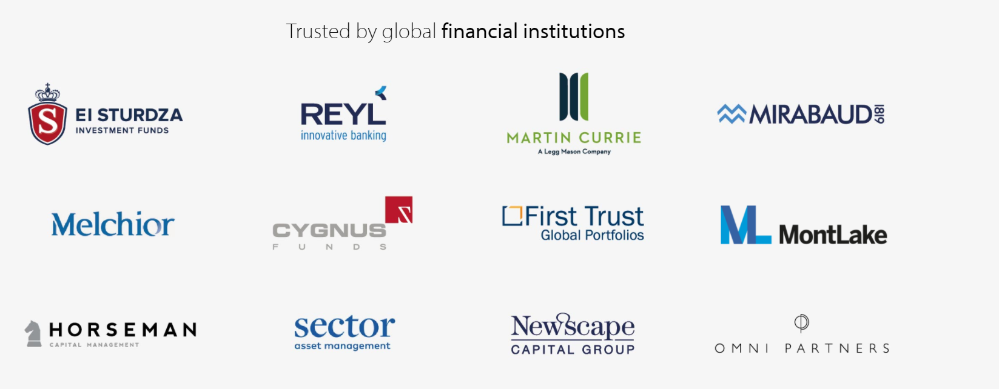 Trusted by global financial institutions
S
EI STURDZA
INVESTMENT FUNDS
REYL
innovative banking
MARTIN CURRIE
A Legg Mason Company
MIRABAUD 1819
Melchior
CYGNUS
FUNDS
First Trust
Global Portfolios
ML MontLake
HORSEMAN
CAPITAL MANAGEMENT
sector
asset management
Newscape
CAPITAL GROUP
OMNI PARTNERS